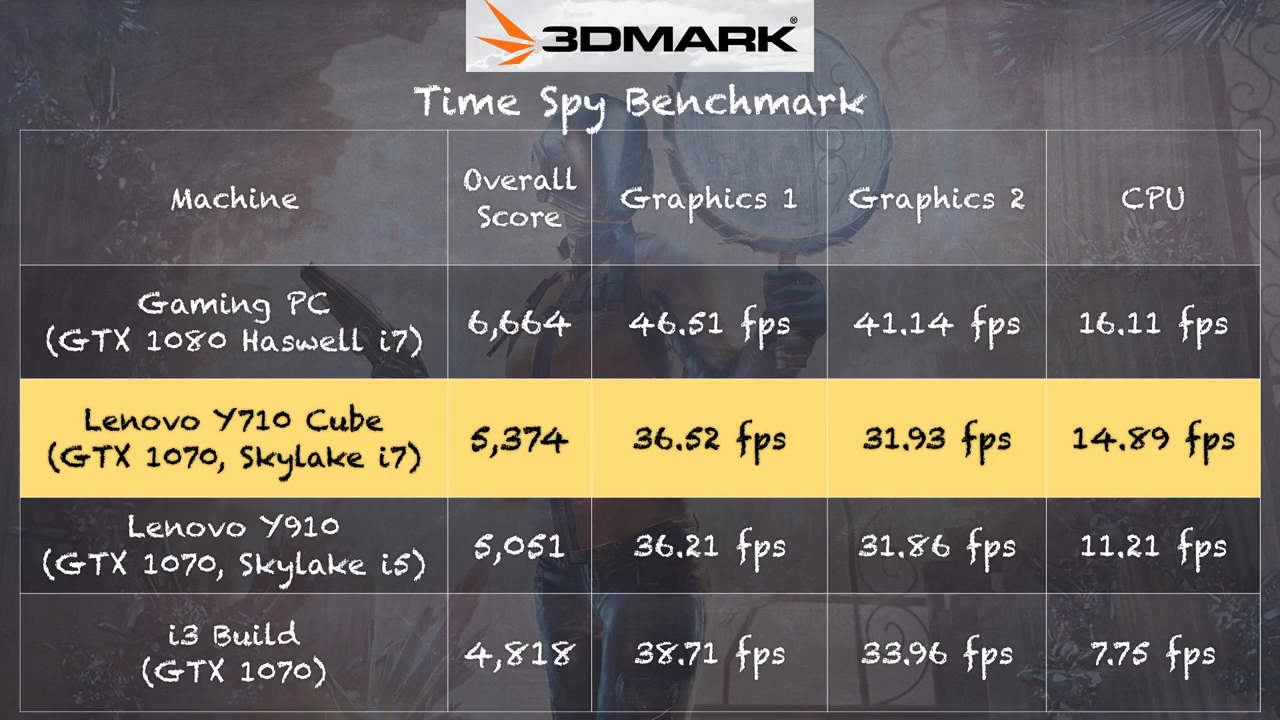 3DMARK®
Time Spy Benchmark
Machine
Overall
Score
Graphics 1
Graphics 2
CPU
Gaming PC
(GTX 1080 Haswell i7)
6,664
46.51 fps
41.14 fps
16.11 fps
Lenovo Y710 Cube
(GTX 1070, Skylake i7)
5,374
36.52 fps
31.93 fps
14.89 fps
Lenovo Y910
(GTX 1070, Skylake i5)
5,051
36.21 fps
31.86 fps
11.21 fps
i3 Build
(GTX 1070)
4,818
38.71 fps
33.96 fps
7.75 fps